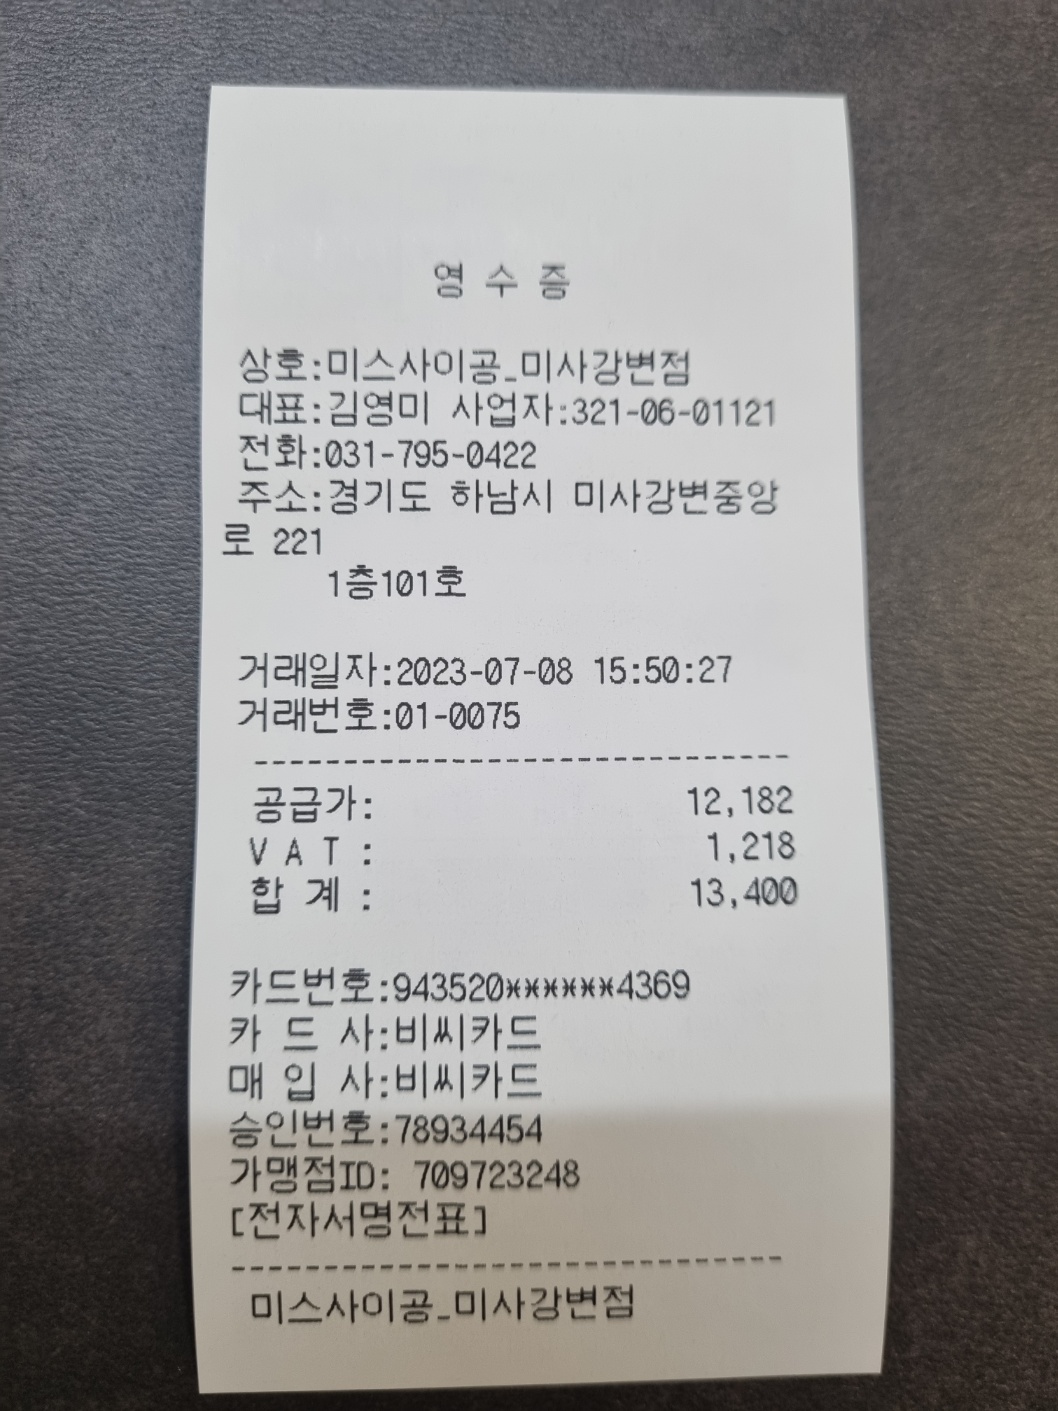 영 수 증
상호:미스사이공_미사강변점
대표:김영미 사업자:321-06-01121
전화:031-795-0422
주소:경기도 하남시 미사강변중앙
로 221
1층101호
거래일자:2023-07-08 15:50:27
거래번호:01-0075
------------------------------
공급가: 12,182
V A T : 1,218
합 계 : 13,400
카드번호:943520******4369
카 드 사:비씨카드
매 입 사:비씨카드
승인번호:78934454
가맹점ID: 709723248
[전자서명전표]
------------------------------
미스사이공_미사강변점